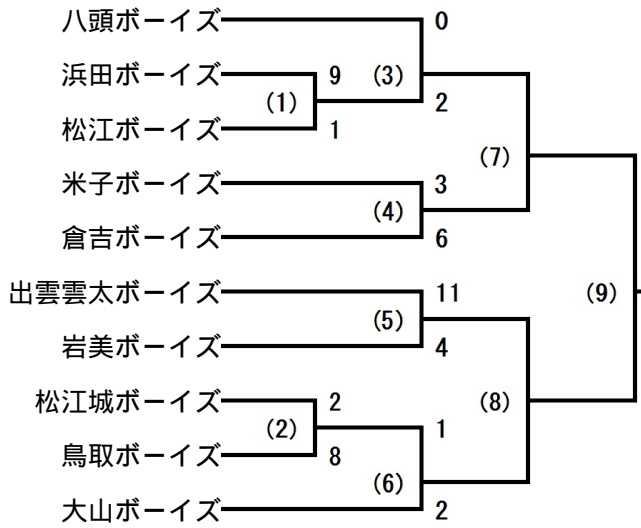 八頭ボーイズ 0
浜田ボーイズ 9 (3)
(1) 2
松江ボーイズ 1
(7)
米子ボーイズ 3
(4)
倉吉ボーイズ 6
出雲雲太ボーイズ 11 (9)
(5)
岩美ボーイズ 4
松江城ボーイズ 2 (8)
(2) 1
鳥取ボーイズ 8
(6)
大山ボーイズ 2